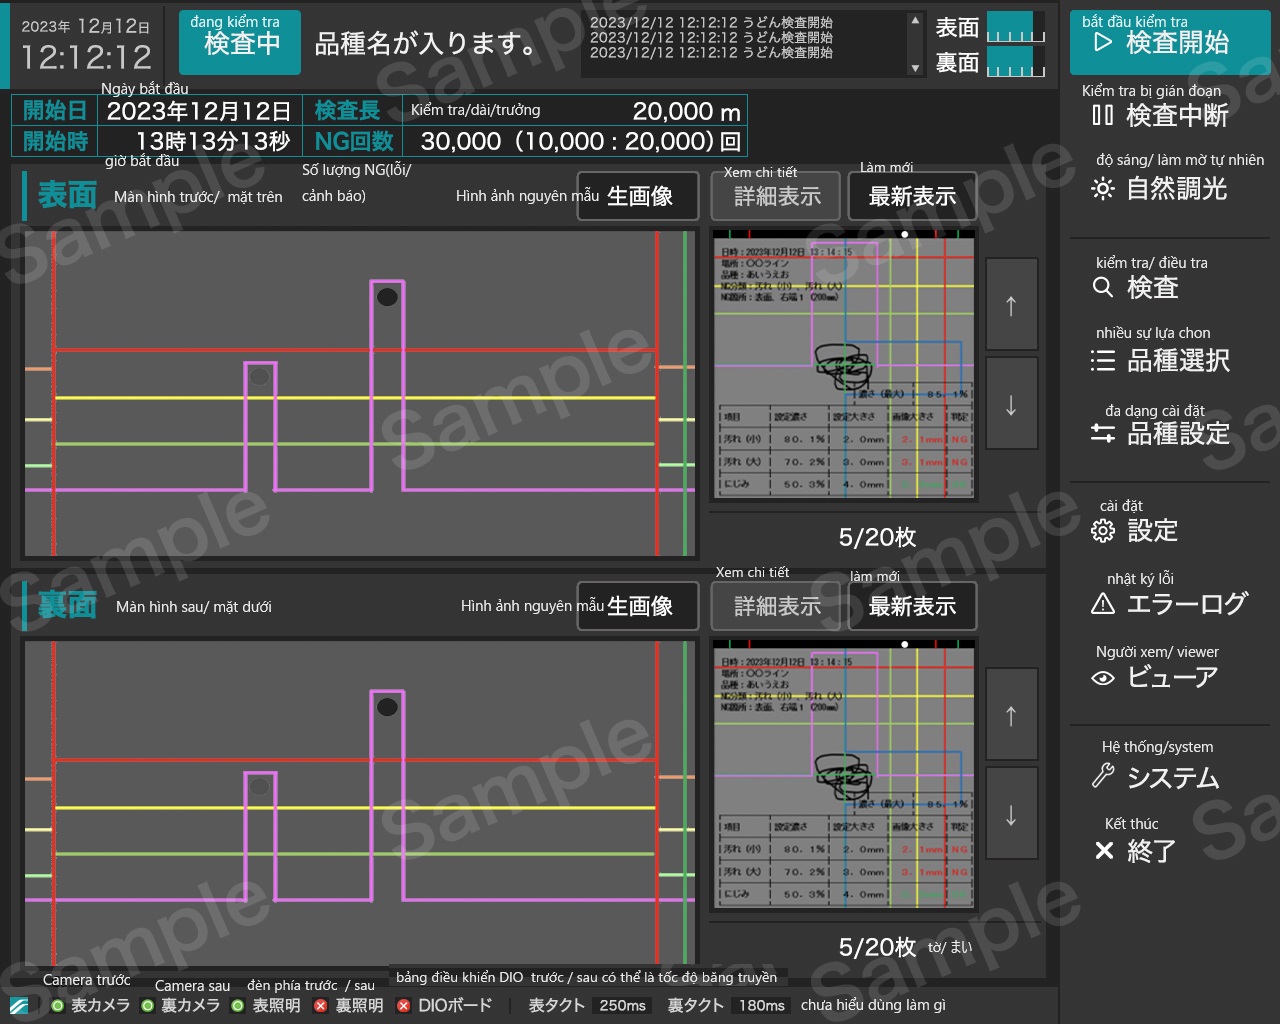 2023年 12月12日
12:12:12
đang kiểm tra
検査中
品種名が入ります。
2023/12/12 12:12:12 うどん検査開始
2023/12/12 12:12:12 うどん検査開始
2023/12/12 12:12:12 うどん検査開始
表面
裏面
Ngày bắt đầu
開始日 2023年12月12日 検査長 Kiểm tra/dài/trưởng 20,000 m
開始時 13時13分13秒 NG回数 30,000（10,000 : 20,000）回
giờ bắt đầu
Số lượng NG(lỗi/
cảnh báo)
表面 Màn hình trước/ mặt trên
Hình ảnh nguyên mẫu 生画像
Xem chi tiết
詳細表示
Làm mới
最新表示
日時：2023年12月12日 13：14：15
場所：〇〇ライン
品種：あいうえお
NG分類：汚れ（小）、汚れ（大）
NG箇所：表面、右端１（200mm）
濃さ（最大） 85. 1%
項目 設定濃さ 設定大きさ 画像大きさ 判定
汚れ（小） 80. 1% 2. 0mm 2. 1mm NG
汚れ（大） 70. 2% 3. 0mm 3. 1mm NG
にじみ 50. 3% 4. 0mm
↑
↓
5/20枚
裏面 Màn hình sau/ mặt dưới
Hình ảnh nguyên mẫu 生画像
Xem chi tiết
詳細表示
làm mới
最新表示
日時：2023年12月12日 13：14：15
場所：〇〇ライン
品種：あいうえお
NG分類：汚れ（小）、汚れ（大）
NG箇所：表面、右端１（200mm）
濃さ（最大） 85. 1%
項目 設定濃さ 設定大きさ 画像大きさ 判定
汚れ（小） 80. 1% 2. 0mm 2. 1mm NG
汚れ（大） 70. 2% 3. 0mm 3. 1mm NG
にじみ 50. 3% 4. 0mm
↑
↓
5/20枚 tờ/ まい
Camera trước
表カメラ
Camera sau
裏カメラ
đèn phía trước / sau
表照明
裏照明
bảng điều khiển DIO trước / sau có thể là tốc độ băng truyền
DIOボード
表タクト 250ms
裏タクト 180ms
chưa hiểu dùng làm gì
bắt đầu kiểm tra
検査開始
Kiểm tra bị gián đoạn
検査中断
độ sáng/ làm mờ tự nhiên
自然調光
kiểm tra/ điều tra
検査
nhiều sự lựa chon
品種選択
đa dạng cài đặt
品種設定
cài đặt
設定
nhật ký lỗi
エラーログ
Người xem/ viewer
ビューア
Hệ thống/system
システム
Kết thúc
終了
Sample
Sample
Sample
Sample
Sample
Sample
Sample
Sample
Sample
Sample
Sample